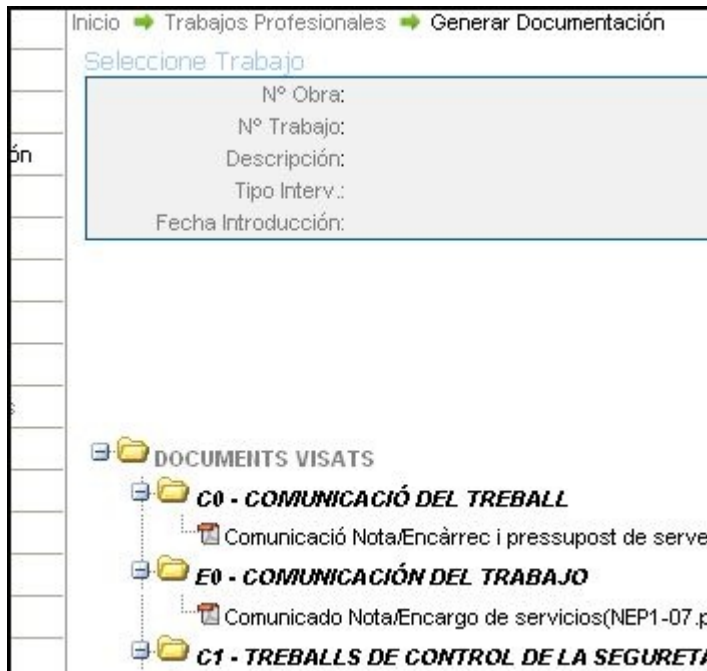 Inicio Trabajos Profesionales Generar Documentación
Seleccione Trabajo
Nº Obra:
Nº Trabajo:
ón
Descripción:
Tipo Interv.:
Fecha Introducción:
s
DOCUMENTS VISATS
C0 - COMUNICACIÓ DEL TREBALL
Comunicació Nota/Encàrrec i pressupost de serve
E0 - COMUNICACIÓN DEL TRABAJO
Comunicado Nota/Encargo de servicios(NEP1-07.p
C1 - TREBALLS DE CONTROL DE LA SEGURETA